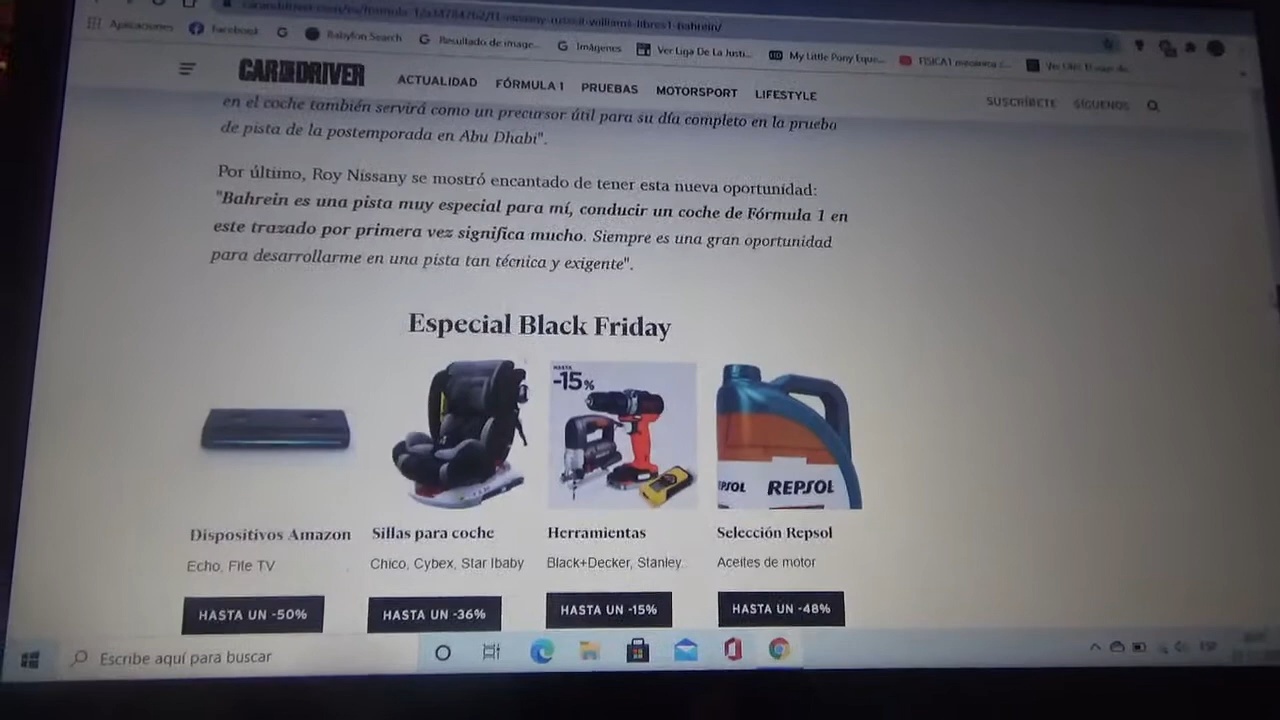 Aplicaciones Facebook Babylon Search Resultado de image... Imágenes Ver Liga De La Justi... My Little Pony Eque... FISICA1
CAR DRIVER ACTUALIDAD FÓRMULA 1 PRUEBAS MOTORSPORT LIFESTYLE SUSCRÍBETE SÍGUENOS
en el coche también servirá como un precursor útil para su día completo en la prueba
de pista de la postemporada en Abu Dhabi".
Por último, Roy Nissany se mostró encantado de tener esta nueva oportunidad:
"Bahrein es una pista muy especial para mí, conducir un coche de Fórmula 1 en
este trazado por primera vez significa mucho. Siempre es una gran oportunidad
para desarrollarme en una pista tan técnica y exigente".
Especial Black Friday
HASTA
-15%
PSOL REPSOL
Dispositivos Amazon Sillas para coche Herramientas Selección Repsol
Echo, Fite TV Chico, Cybex, Star Ibaby Black+Decker, Stanley.. Aceites de motor
HASTA UN -50% HASTA UN -36% HASTA UN -15% HASTA UN -48%
Escribe aquí para buscar ESP